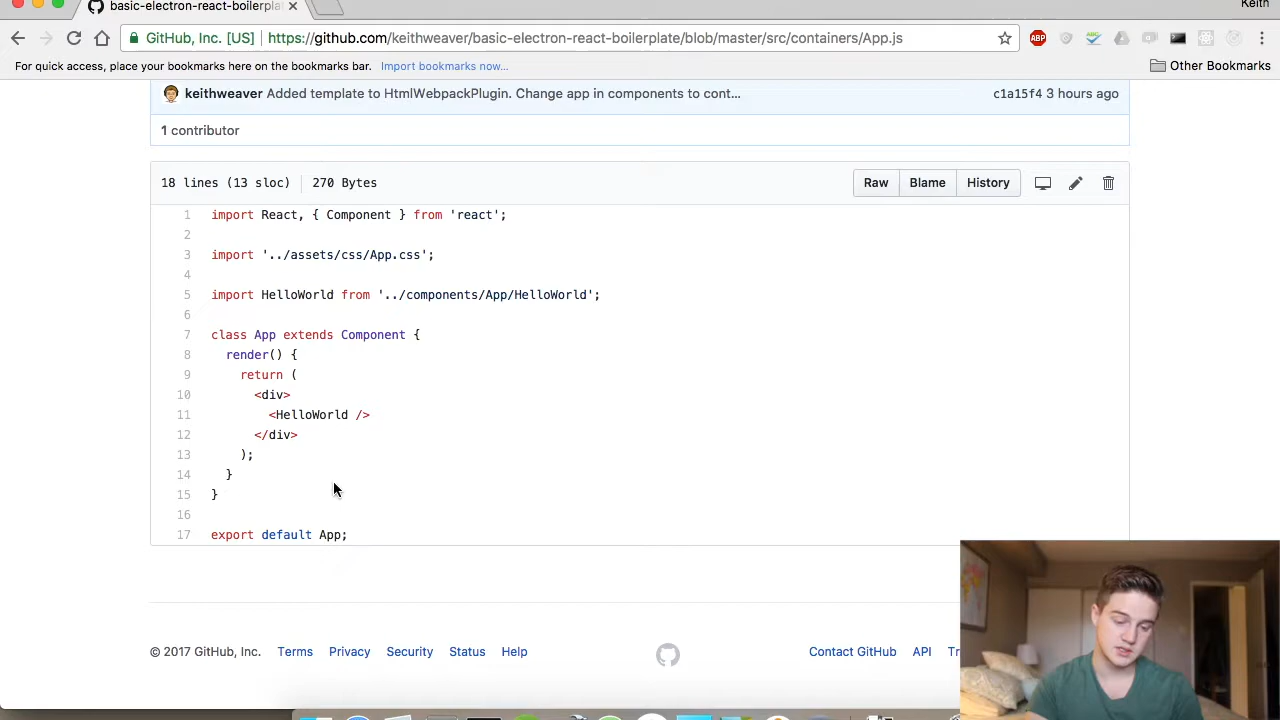 basic-electron-react-boilerpla
Keith
GitHub, Inc. [US] https://github.com/keithweaver/basic-electron-react-boilerplate/blob/master/src/containers/App.js
ABP
For quick access, place your bookmarks here on the bookmarks bar. Import bookmarks now...
Other Bookmarks
keithweaver Added template to HtmlWebpackPlugin. Change app in components to cont...
c1a15f4 3 hours ago
1 contributor
18 lines (13 sloc) 270 Bytes
Raw Blame History
1 import React, { Component } from 'react';
2
3 import '../assets/css/App.css';
4
5 import HelloWorld from '../components/App/HelloWorld';
6
7 class App extends Component {
8 render() {
9 return (
10 <div>
11 <HelloWorld />
12 </div>
13 );
14 }
15 }
16
17 export default App;
© 2017 GitHub, Inc. Terms Privacy Security Status Help
Contact GitHub API Tr